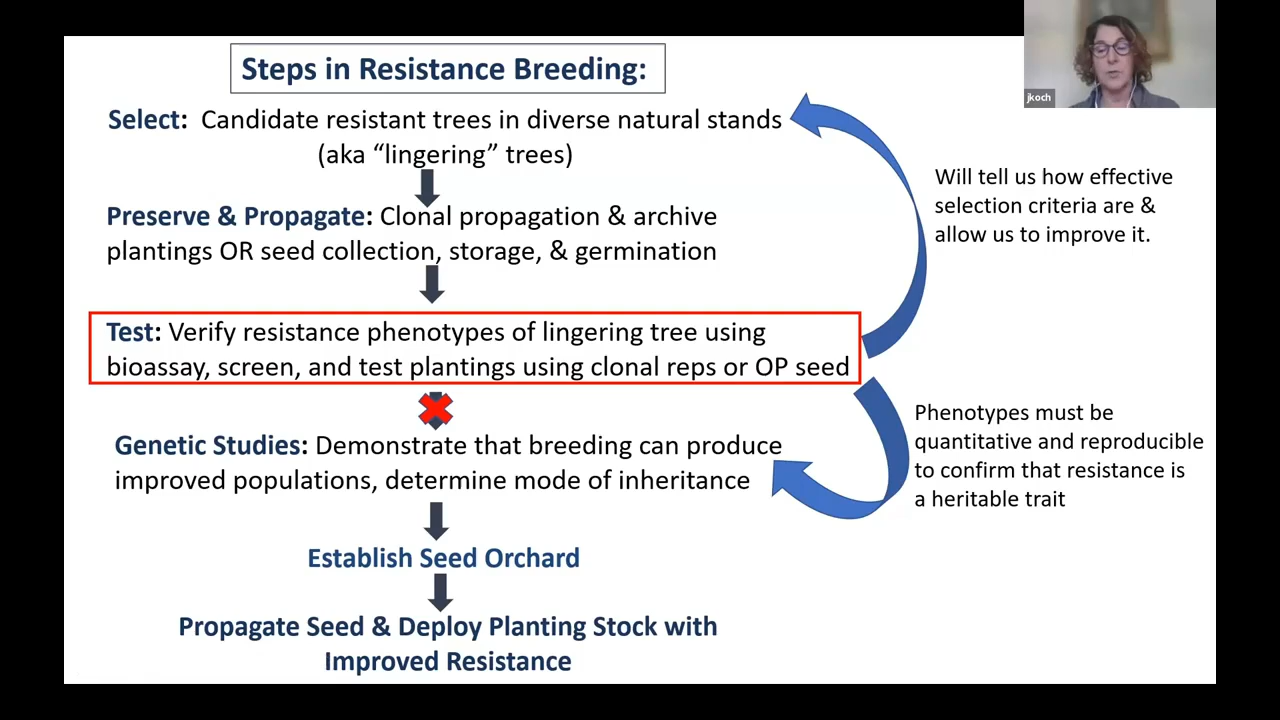 Steps in Resistance Breeding:
jkoch
Select: Candidate resistant trees in diverse natural stands
(aka “lingering” trees)
Will tell us how effective
selection criteria are &
allow us to improve it.
Preserve & Propagate: Clonal propagation & archive
plantings OR seed collection, storage, & germination
Test: Verify resistance phenotypes of lingering tree using
bioassay, screen, and test plantings using clonal reps or OP seed
Phenotypes must be
quantitative and reproducible
to confirm that resistance is
a heritable trait
Genetic Studies: Demonstrate that breeding can produce
improved populations, determine mode of inheritance
Establish Seed Orchard
Propagate Seed & Deploy Planting Stock with
Improved Resistance